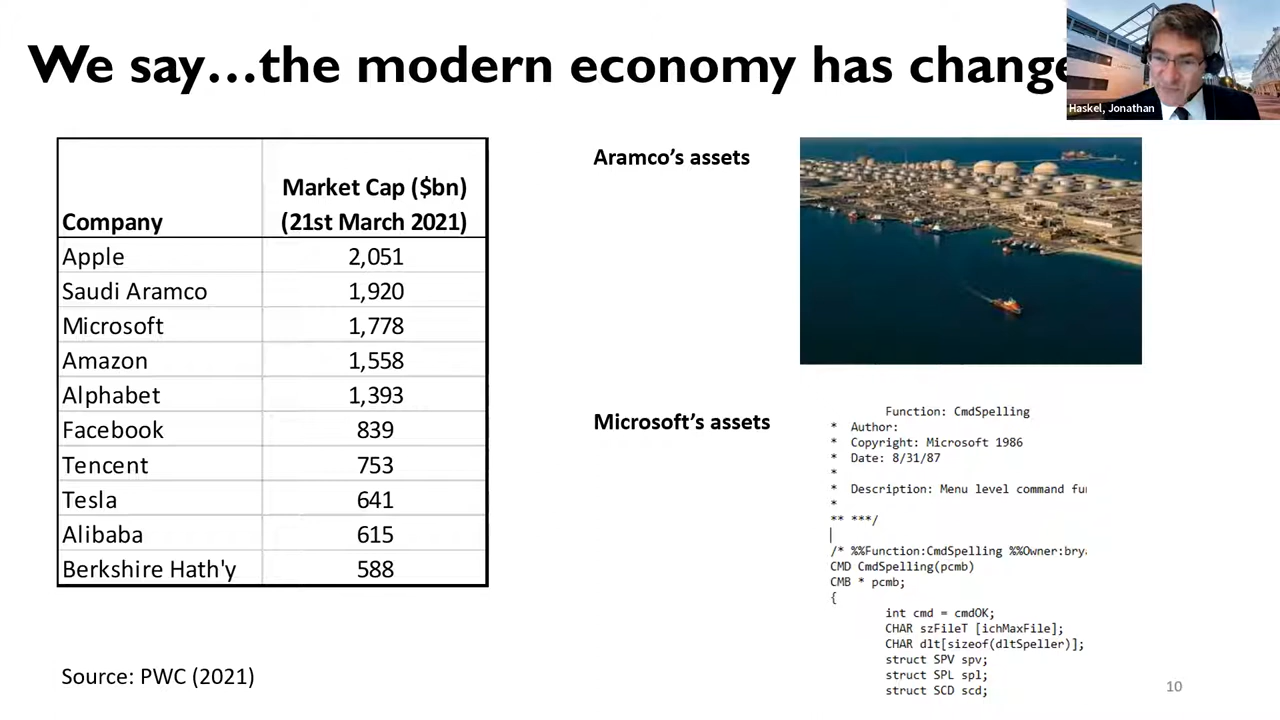 We say…the modern economy has change
Haskel, Jonathan
Company
Market Cap ($bn)
(21st March 2021)
Apple 2,051
Saudi Aramco 1,920
Microsoft 1,778
Amazon 1,558
Alphabet 1,393
Facebook 839
Tencent 753
Tesla 641
Alibaba 615
Berkshire Hath'y 588
Source: PWC (2021)
Aramco's assets
Microsoft's assets
Function: CmdSpelling
* Author:
* Copyright: Microsoft 1986
* Date: 8/31/87
*
* Description: Menu level command fu
*
** ***/
/* %%Function:CmdSpelling %%Owner:bry
CMD CmdSpelling(pcmb)
CMB * pcmb;
{
int cmd = cmdOK;
CHAR szFileT [ichMaxFile];
CHAR dlt[sizeof(dltSpeller)];
struct SPV spv;
struct SPL spl;
struct SCD scd;
10